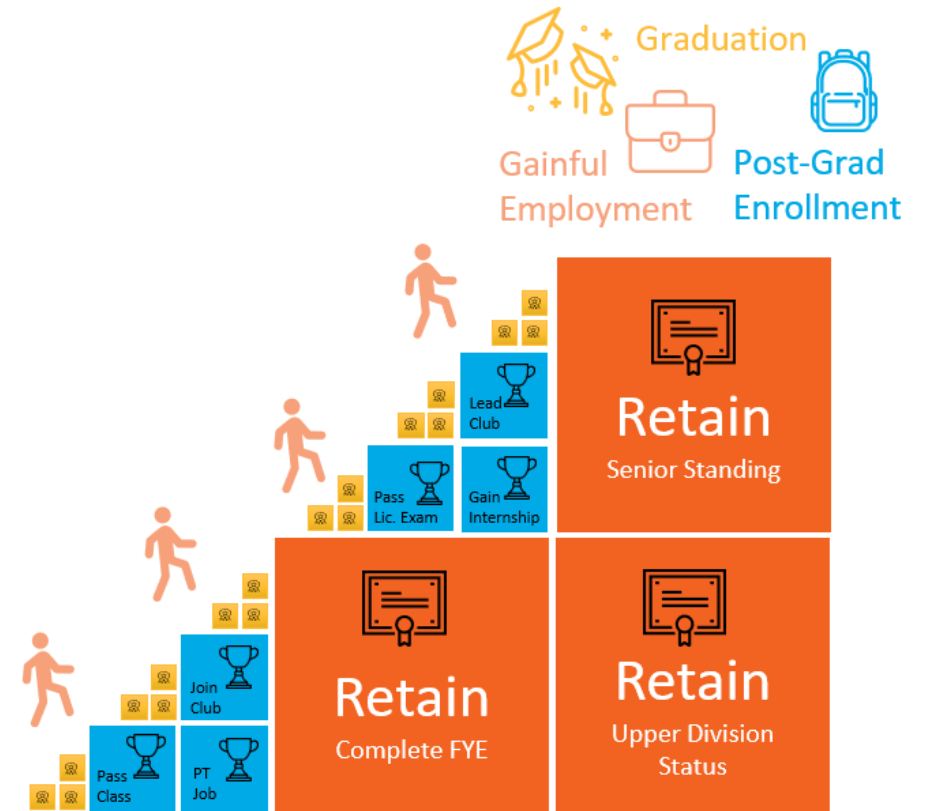 Graduation
Gainful
Employment
Post-Grad
Enrollment
Lead
Club
Retain
Senior Standing
Pass
Lic. Exam
Gain
Internship
Join
Club
Retain
Complete FYE
Retain
Upper Division
Status
Pass
Class
PT
Job